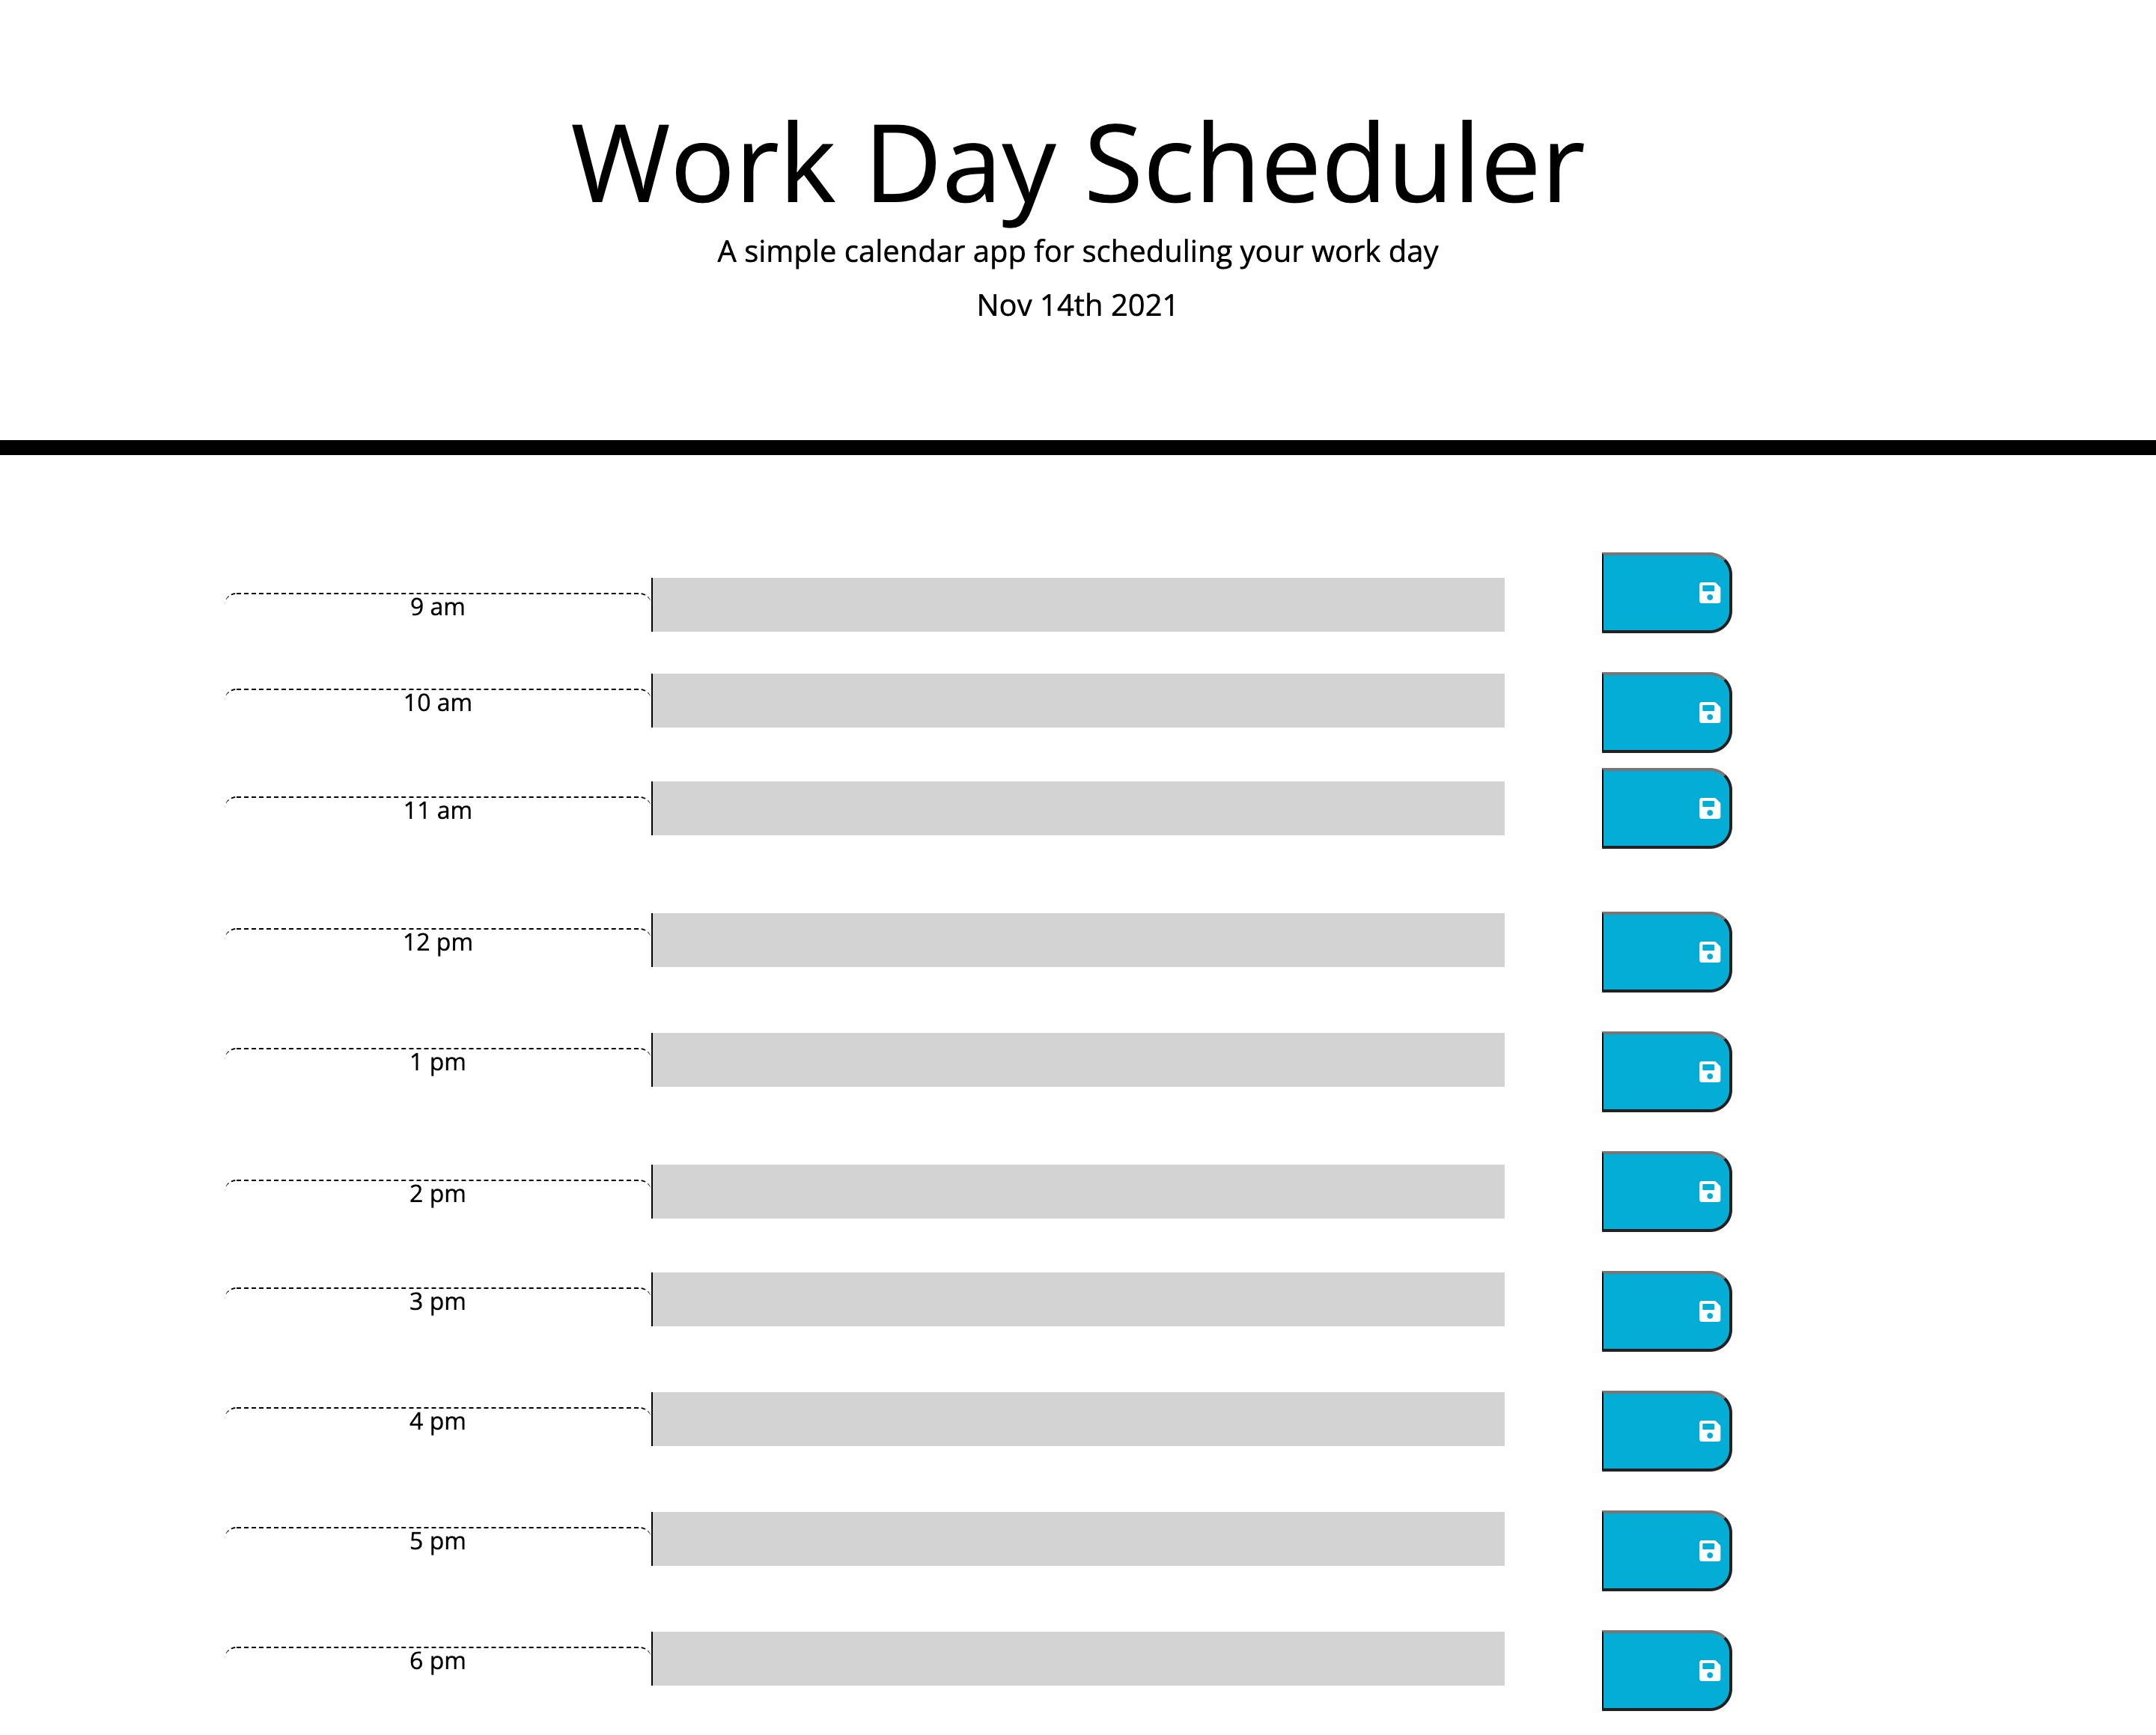 Work Day Scheduler
A simple calendar app for scheduling your work day
Nov 14th 2021
9 am
10 am
11 am
12 pm
1 pm
2 pm
3 pm
4 pm
5 pm
6 pm